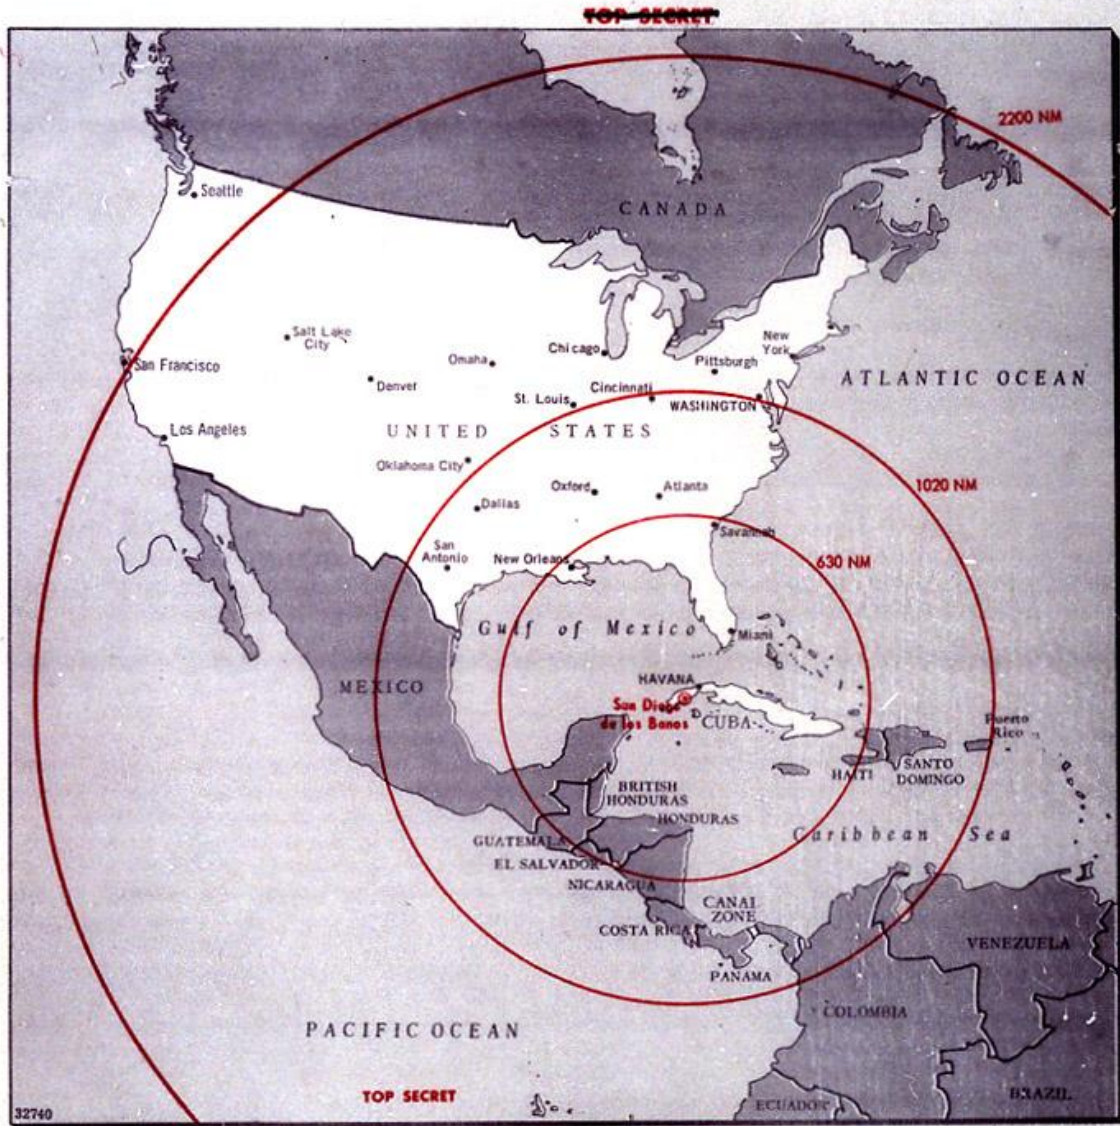 TOP SECRET
2200 NM
CANADA
Seattle
Salt Lake
City
San Francisco
Omaha
Chicago
Pittsburgh
New
York
Denver
St. Louis
Cincinnati
WASHINGTON
ATLANTIC OCEAN
Los Angeles
UNITED STATES
Oklahoma City
Oxford
Atlanta
1020 NM
Dallas
Savannah
San
Antonio
New Orleans
630 NM
Gulf of Mexico
Miami
HAVANA
MEXICO
San Diego
de los Banos
CUBA
Puerto
Rico
HAITI
SANTO
DOMINGO
BRITISH
HONDURAS
HONDURAS
GUATEMALA
Caribbean Sea
EL SALVADOR
NICARAGUA
CANAL
ZONE
COSTA RICA
PANAMA
VENEZUELA
COLOMBIA
PACIFIC OCEAN
TOP SECRET
ECUADOR
BRAZIL
32740